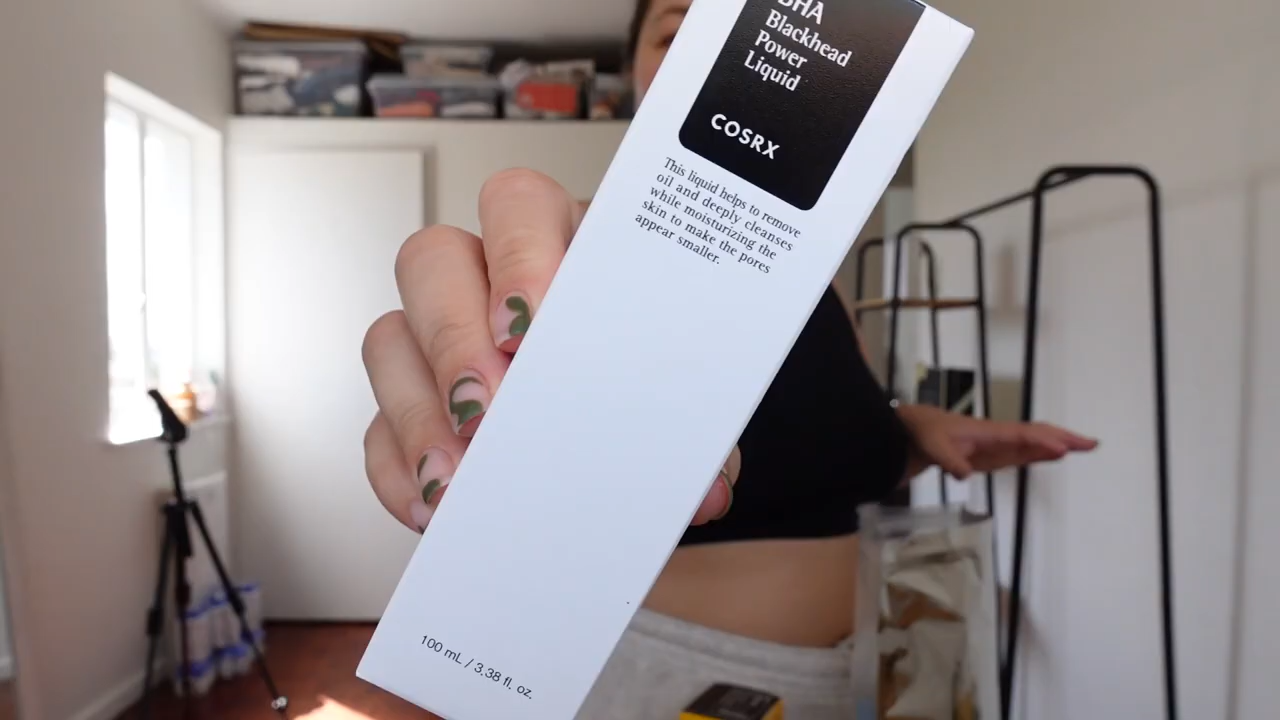 BHA
Blackhead
Power
Liquid
COSRX
This liquid helps to remove
oil and deeply cleanses
while moisturizing the
skin to make the pores
appear smaller.
100 mL / 3.38 fl. oz.